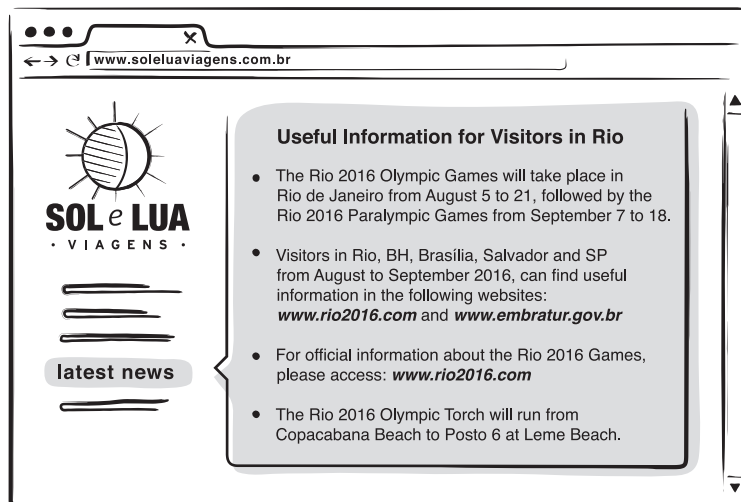 www.soleluaviagens.com.br
SOL e LUA
· VIAGENS ·
latest news
Useful Information for Visitors in Rio
• The Rio 2016 Olympic Games will take place in
Rio de Janeiro from August 5 to 21, followed by the
Rio 2016 Paralympic Games from September 7 to 18.
• Visitors in Rio, BH, Brasília, Salvador and SP
from August to September 2016, can find useful
information in the following websites:
www.rio2016.com and www.embratur.gov.br
• For official information about the Rio 2016 Games,
please access: www.rio2016.com
• The Rio 2016 Olympic Torch will run from
Copacabana Beach to Posto 6 at Leme Beach.